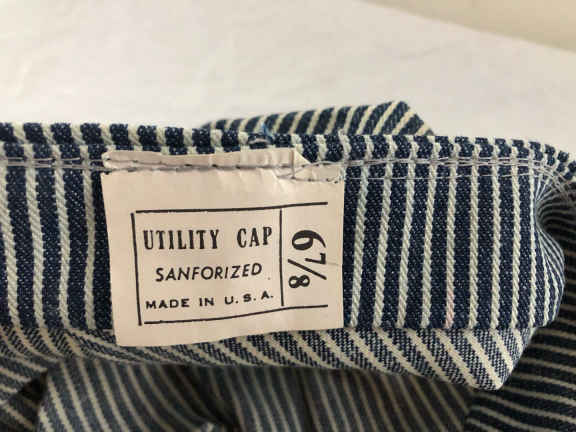 UTILITY CAP
SANFORIZED.
MADE IN U.S.A.
6⅞